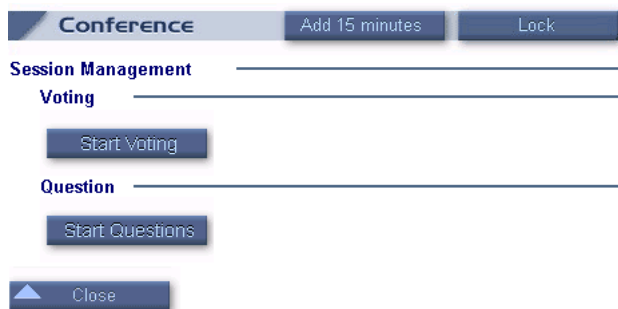 Conference Add 15 minutes Lock
Session Management
Voting
Start Voting
Question
Start Questions
Close